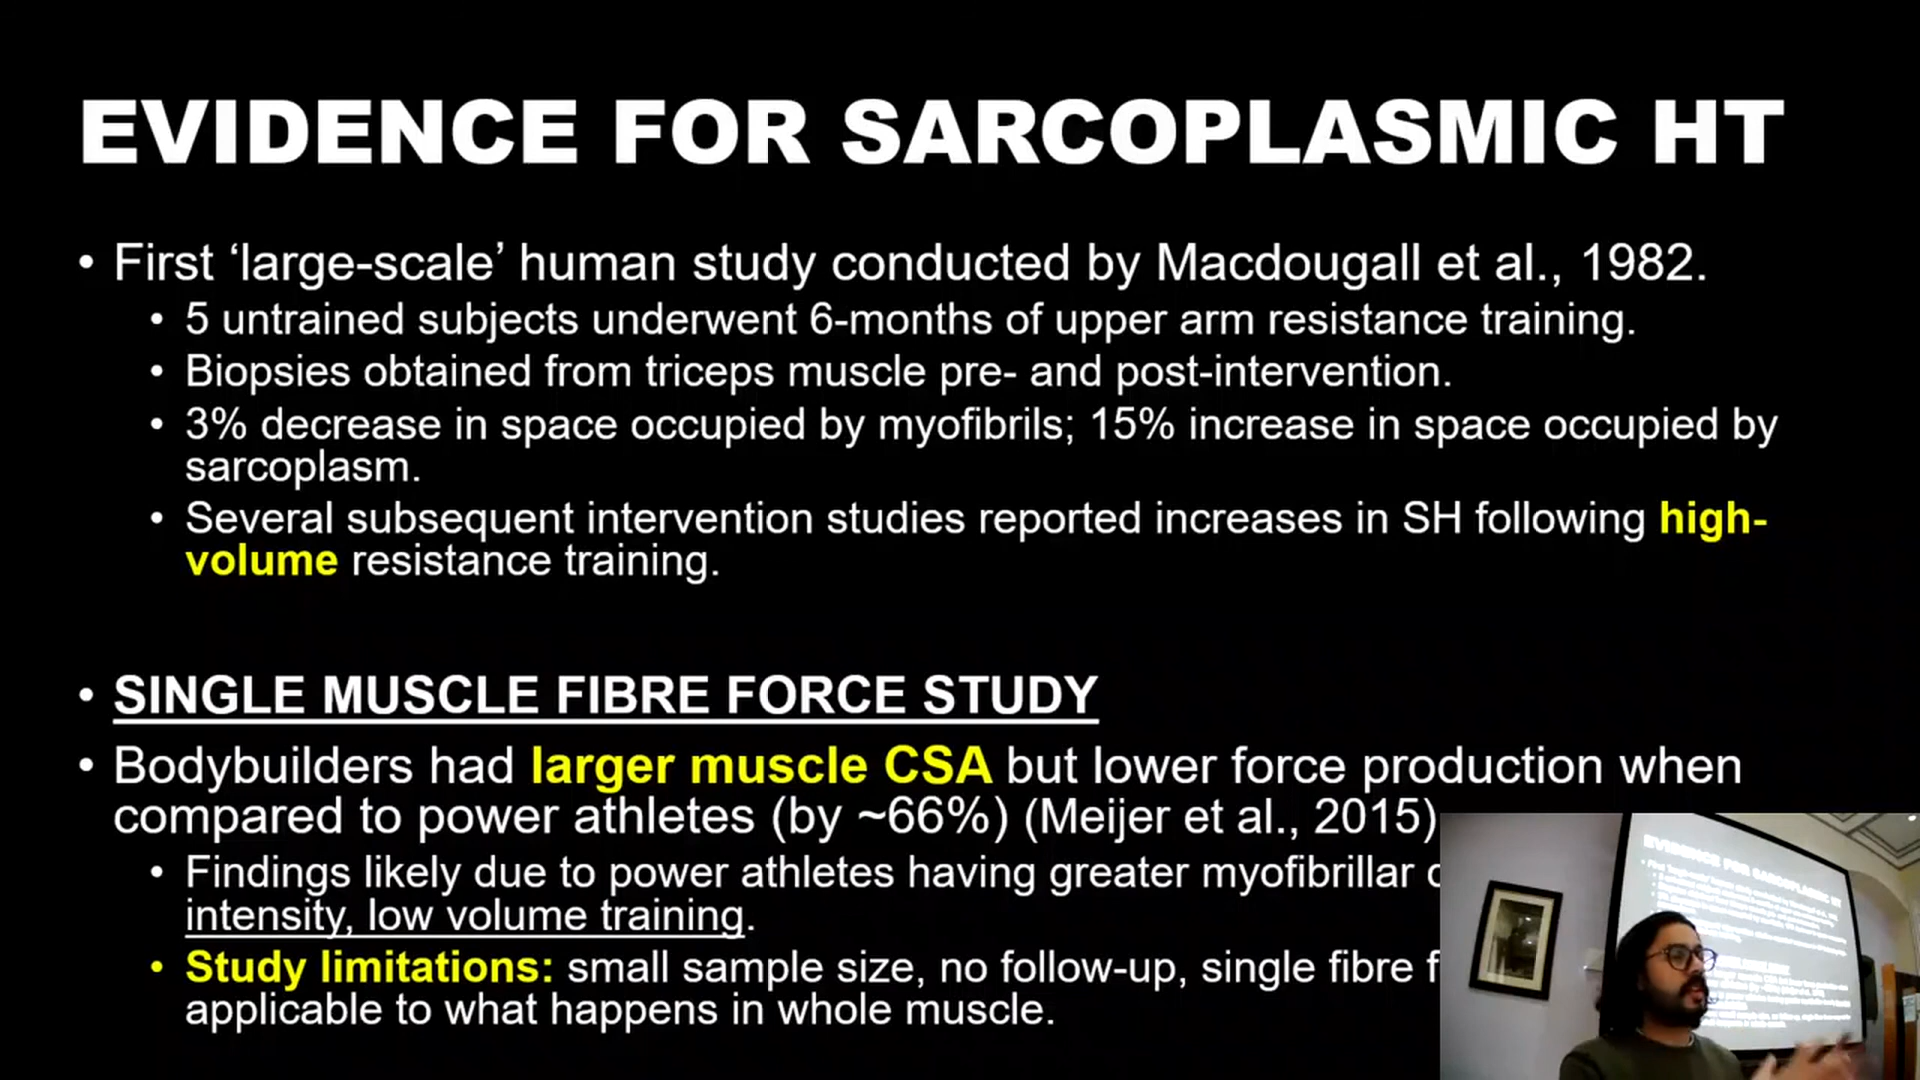 EVIDENCE FOR SARCOPLASMIC HT
• First ‘large-scale’ human study conducted by Macdougall et al., 1982.
• 5 untrained subjects underwent 6-months of upper arm resistance training.
• Biopsies obtained from triceps muscle pre- and post-intervention.
• 3% decrease in space occupied by myofibrils; 15% increase in space occupied by
sarcoplasm.
• Several subsequent intervention studies reported increases in SH following high-
volume resistance training.
• SINGLE MUSCLE FIBRE FORCE STUDY
• Bodybuilders had larger muscle CSA but lower force production when
compared to power athletes (by ~66%) (Meijer et al., 2015)
• Findings likely due to power athletes having greater myofibrillar
intensity, low volume training.
• Study limitations: small sample size, no follow-up, single fibre
applicable to what happens in whole muscle.
EVIDENCE FOR SARCOPLASMIC HT